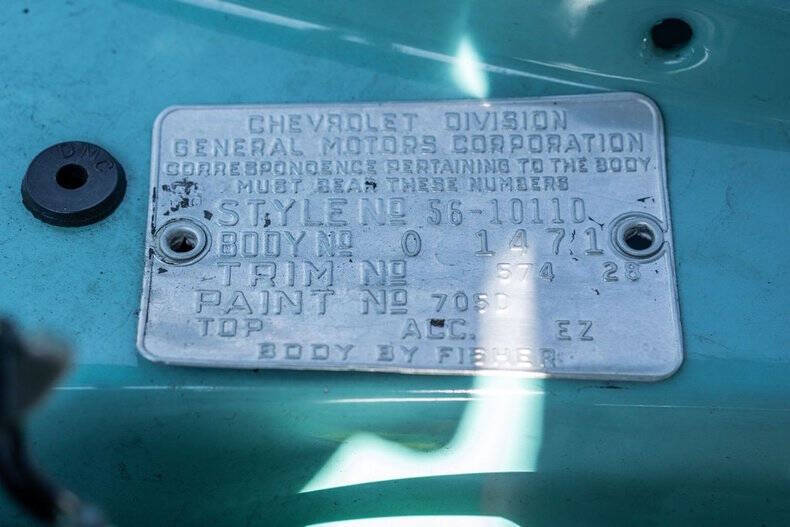 CHEVROLET DIVISION
GENERAL MOTORS CORPORATION
CORRESPONDENCE PERTAINING TO THE BODY
MUST BEAR THESE NUMBERS
STYLE NO 56-1011D
BODY NO 0 1471
TRIM NO 574 28
PAINT NO 705D
TOP ACC. EZ
BODY BY FISHER
DMC